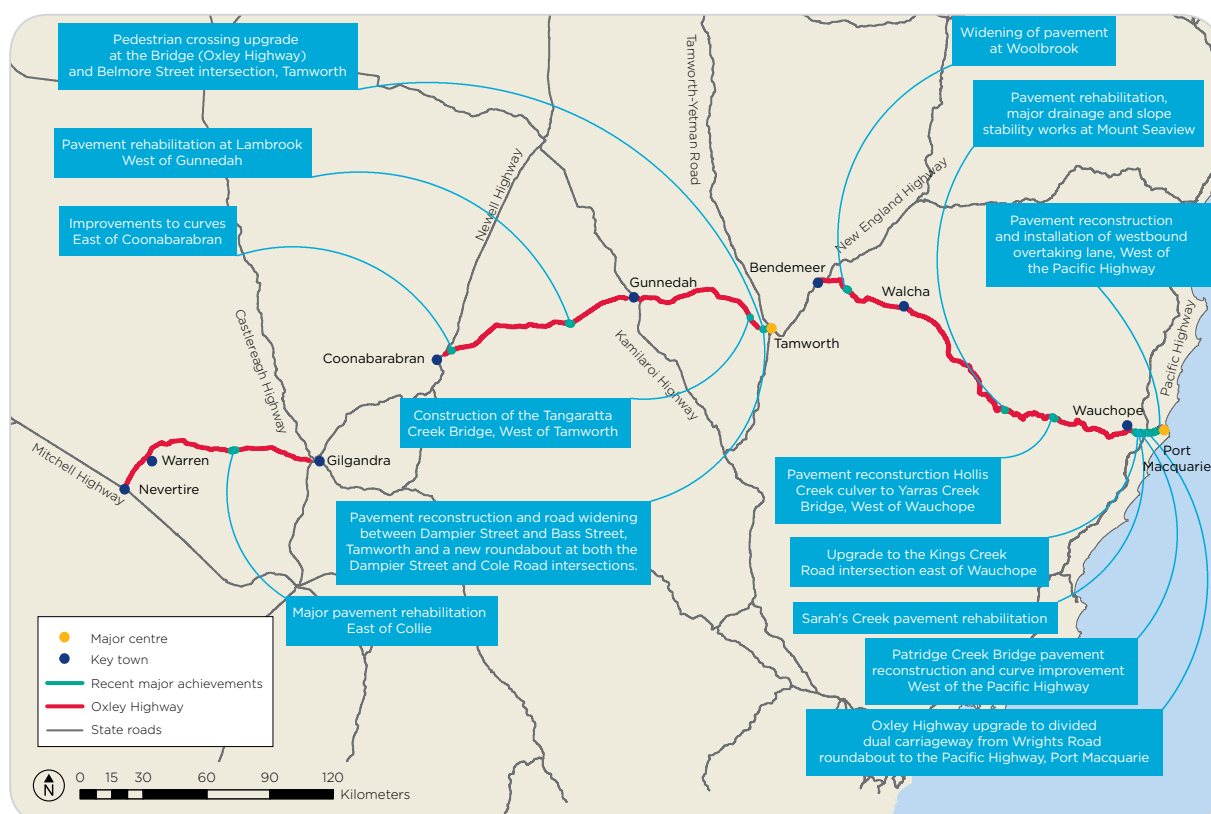 Pedestrian crossing upgrade
at the Bridge (Oxley Highway)
and Belmore Street intersection, Tamworth
Widening of pavement
at Woolbrook
Tamworth-Yetman Road
Pavement rehabilitation,
major drainage and slope
stability works at Mount Seaview
Pavement rehabilitation at Lambrook
West of Gunnedah
Newell Highway
New England Highway
Improvements to curves
East of Coonabarabran
Pavement reconstruction
and installation of westbound
overtaking lane, West of
the Pacific Highway
Bendemeer
Gunnedah
Walcha
Castlereagh Highway
Coonabarabran
Kamilaroi Highway
Tamworth
Pacific Highway
Construction of the Tangaratta
Creek Bridge, West of Tamworth
Wauchope
Port
Macquarie
Mitchell Highway
Warren
Nevertire
Gilgandra
Pavement reconsturction Hollis
Creek culver to Yarras Creek
Bridge, West of Wauchope
Pavement reconstruction and road widening
between Dampier Street and Bass Street,
Tamworth and a new roundabout at both the
Dampier Street and Cole Road intersections.
Upgrade to the Kings Creek
Road intersection east of Wauchope
Major pavement rehabilitation
East of Collie
Sarah's Creek pavement rehabilitation
Patridge Creek Bridge pavement
reconstruction and curve improvement
West of the Pacific Highway
Oxley Highway upgrade to divided
dual carriageway from Wrights Road
roundabout to the Pacific Highway, Port Macquarie
Major centre
Key town
Recent major achievements
Oxley Highway
State roads
N
0 15 30 60 90 120
Kilometers